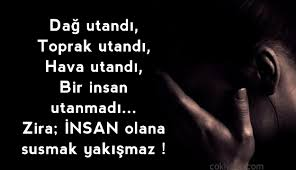 Dağ utandı,
Toprak utandı,
Hava utandı,
Bir insan
utanmadı...
Zira; İNSAN olana
susmak yakışmaz !